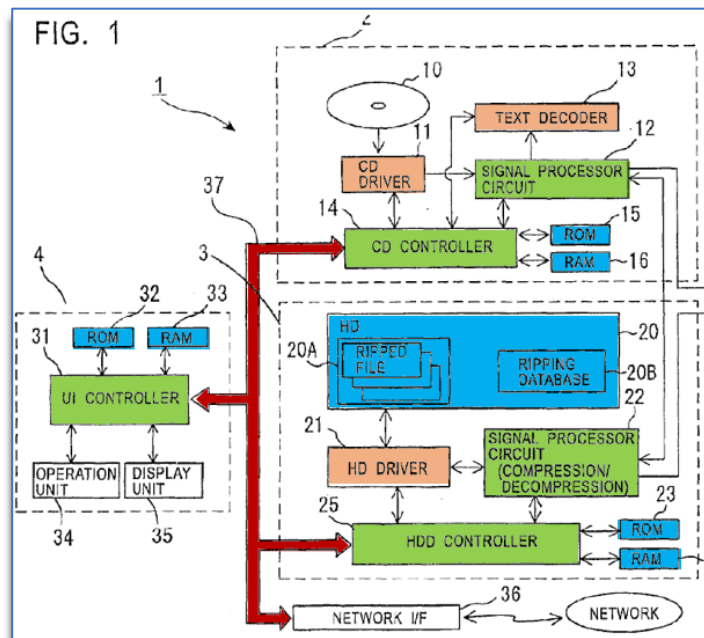 FIG. 1
2
1
10
13
TEXT DECODER
11
12
CD
DRIVER
SIGNAL PROCESSOR
CIRCUIT
37
14
15
CD CONTROLLER
ROM
16
RAM
4
3
32
33
ROM
RAM
31
UI CONTROLLER
OPERATION
UNIT
DISPLAY
UNIT
34
35
HD
20
20A
RIPPED
FILE
RIPPING
DATABASE
20B
21
22
HD DRIVER
SIGNAL PROCESSOR
CIRCUIT
(COMPRESSION/
DECOMPRESSION)
25
23
HDD CONTROLLER
ROM
RAM
36
NETWORK I/F
NETWORK